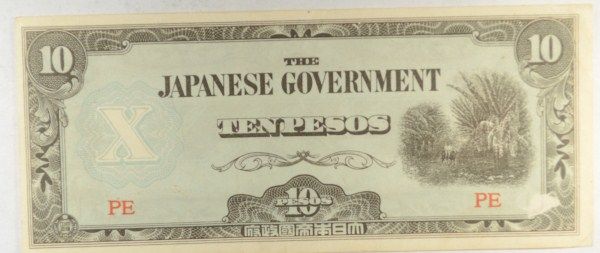 10 10
THE
JAPANESE GOVERNMENT
TEN PESOS
X
PE PE
10
PESOS
大日本帝國政府